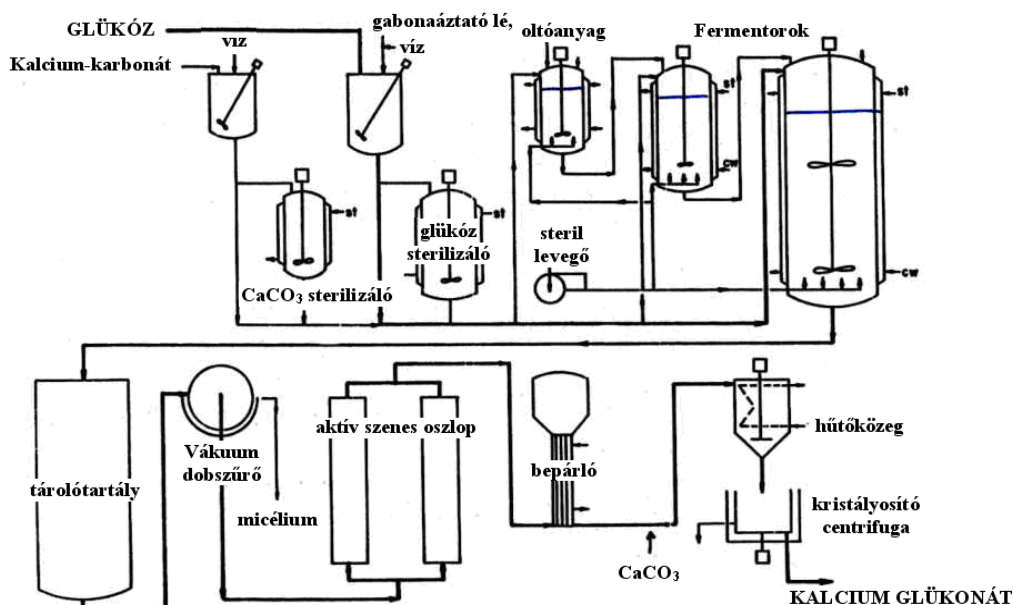 GLÜKÓZ
gabonaáztató lé,
víz
víz
Kalcium-karbonát
oltóanyag
Fermentorok
st
st
cw
st
st
cw
glükóz
sterilizáló
CaCO3 sterilizáló
steril
levegő
tárolótartály
Vákuum
dobszűrő
micélium
aktív szenes oszlop
bepárló
CaCO3
hűtőközeg
kristályosító
centrifuga
KALCIUM GLÜKONÁT